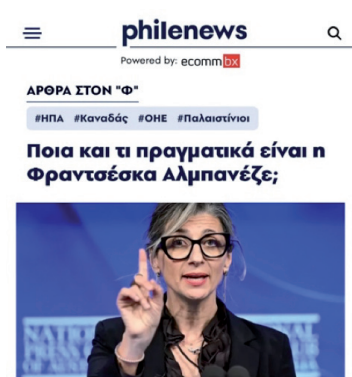 philenews
Powered by: ecommbx
ΑΡΘΡΑ ΣΤΟΝ "Φ"
#ΗΠΑ #Καναδάς #ΟΗΕ #Παλαιστίνιοι
Ποια και τι πραγματικά είναι η
Φραντσέσκα Αλμπανέζε;